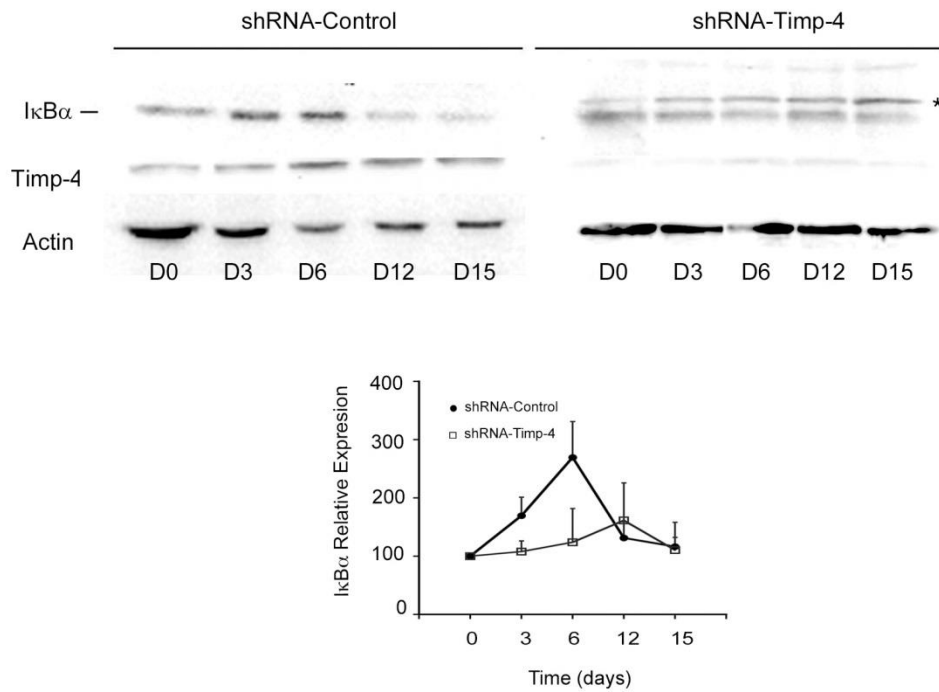 shRNA-Control shRNA-Timp-4
IκBα
*
Timp-4
Actin
D0 D3 D6 D12 D15 D0 D3 D6 D12 D15
400
300
200
100
0
IκBα Relative Expresion
shRNA-Control
shRNA-Timp-4
0 3 6 12 15
Time (days)